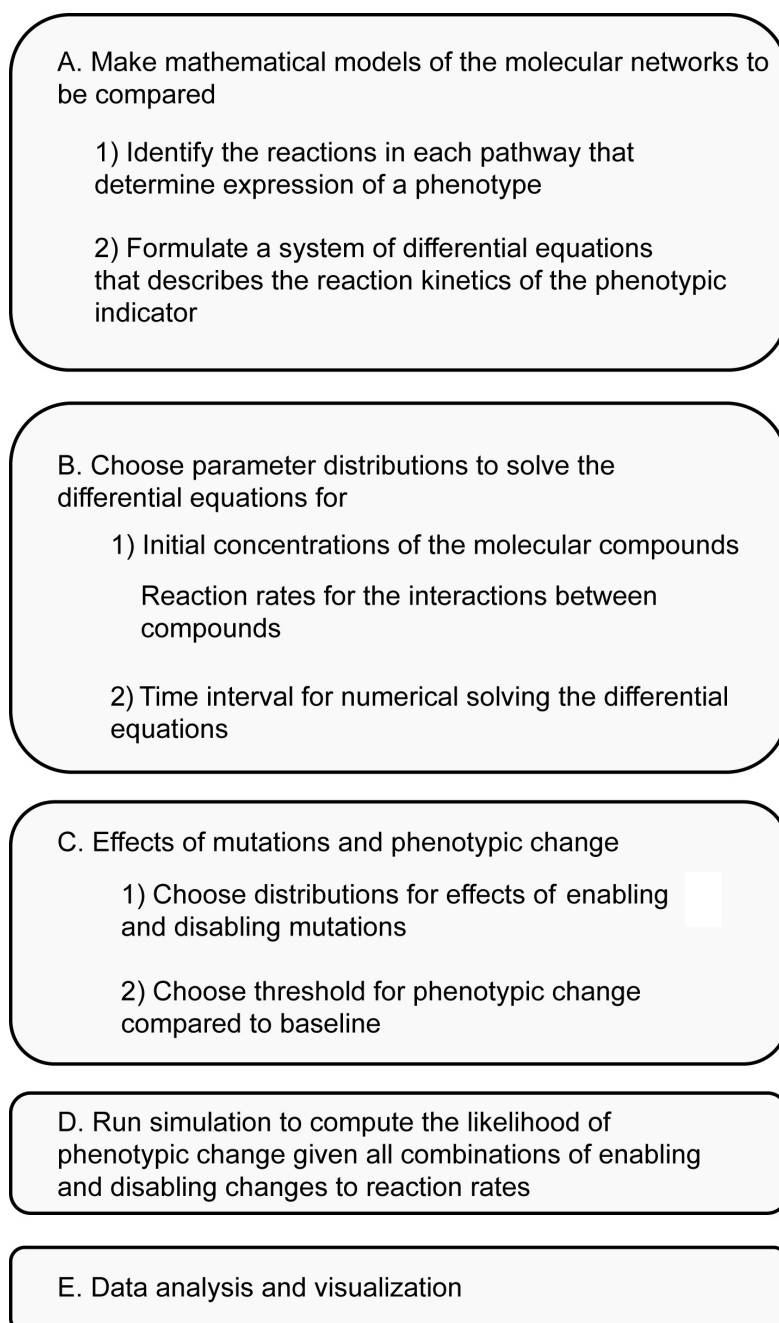 A. Make mathematical models of the molecular networks to
be compared
1) Identify the reactions in each pathway that
determine expression of a phenotype
2) Formulate a system of differential equations
that describes the reaction kinetics of the phenotypic
indicator
B. Choose parameter distributions to solve the
differential equations for
1) Initial concentrations of the molecular compounds
Reaction rates for the interactions between
compounds
2) Time interval for numerical solving the differential
equations
C. Effects of mutations and phenotypic change
1) Choose distributions for effects of enabling
and disabling mutations
2) Choose threshold for phenotypic change
compared to baseline
D. Run simulation to compute the likelihood of
phenotypic change given all combinations of enabling
and disabling changes to reaction rates
E. Data analysis and visualization